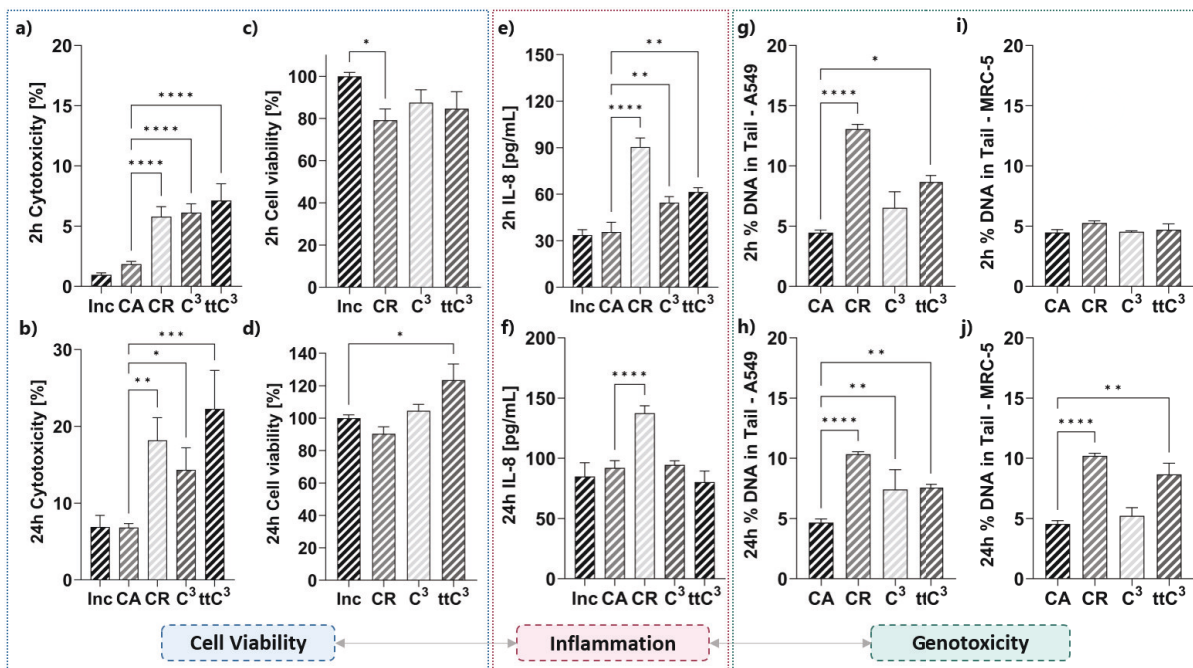 a)
2h Cytotoxicity [%]
20
15
10
5
0
****
****
****
Inc CA CR C³ ttC³
b)
24h Cytotoxicity [%]
30
20
10
0
***
*
**
Inc CA CR C³ ttC³
c)
2h Cell viability [%]
*
100
80
60
40
80
100
Inc CR C³ ttC³
d)
24h Cell viability [%]
*
140
120
100
80
60
40
20
0
Inc CR C³ ttC³
e)
2h IL-8 [pg/mL]
150
120
90
60
30
0
**
**
****
Inc CA CR C³ ttC³
f)
24h IL-8 [pg/mL]
200
150
100
50
0
****
Inc CA CR C³ ttC³
g)
2h % DNA in Tail - A549
20
15
10
5
0
*
****
CA CR C³ ttC³
h)
24h % DNA in Tail - A549
20
15
10
5
0
**
**
****
CA CR C³ ttC³
i)
2h % DNA in Tail - MRC-5
20
15
10
5
0
CA CR C³ ttC³
j)
24h % DNA in Tail - MRC-5
20
15
10
5
0
**
****
CA CR C³ ttC³
Cell Viability
Inflammation
Genotoxicity